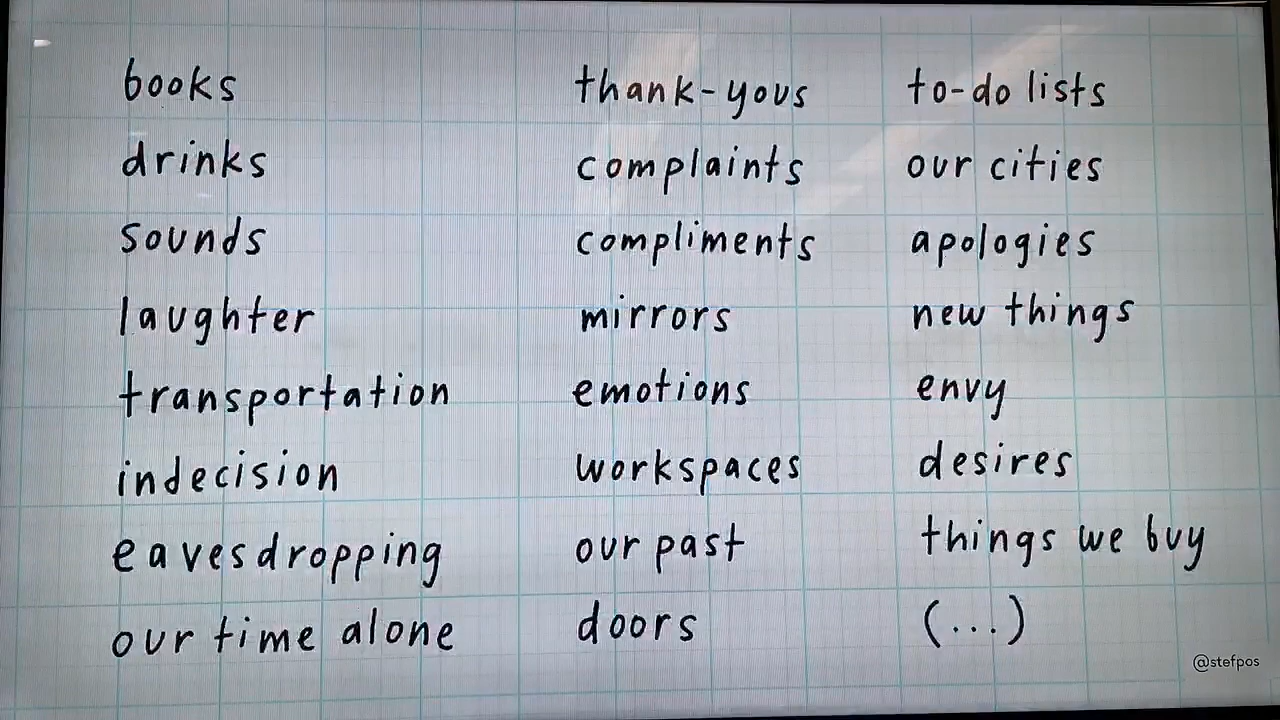 books
drinks
sounds
laughter
transportation
indecision
eavesdropping
our time alone
thank-yous
complaints
compliments
mirrors
emotions
workspaces
our past
doors
to-do lists
our cities
apologies
new things
envy
desires
things we buy
(...)
@stefpos